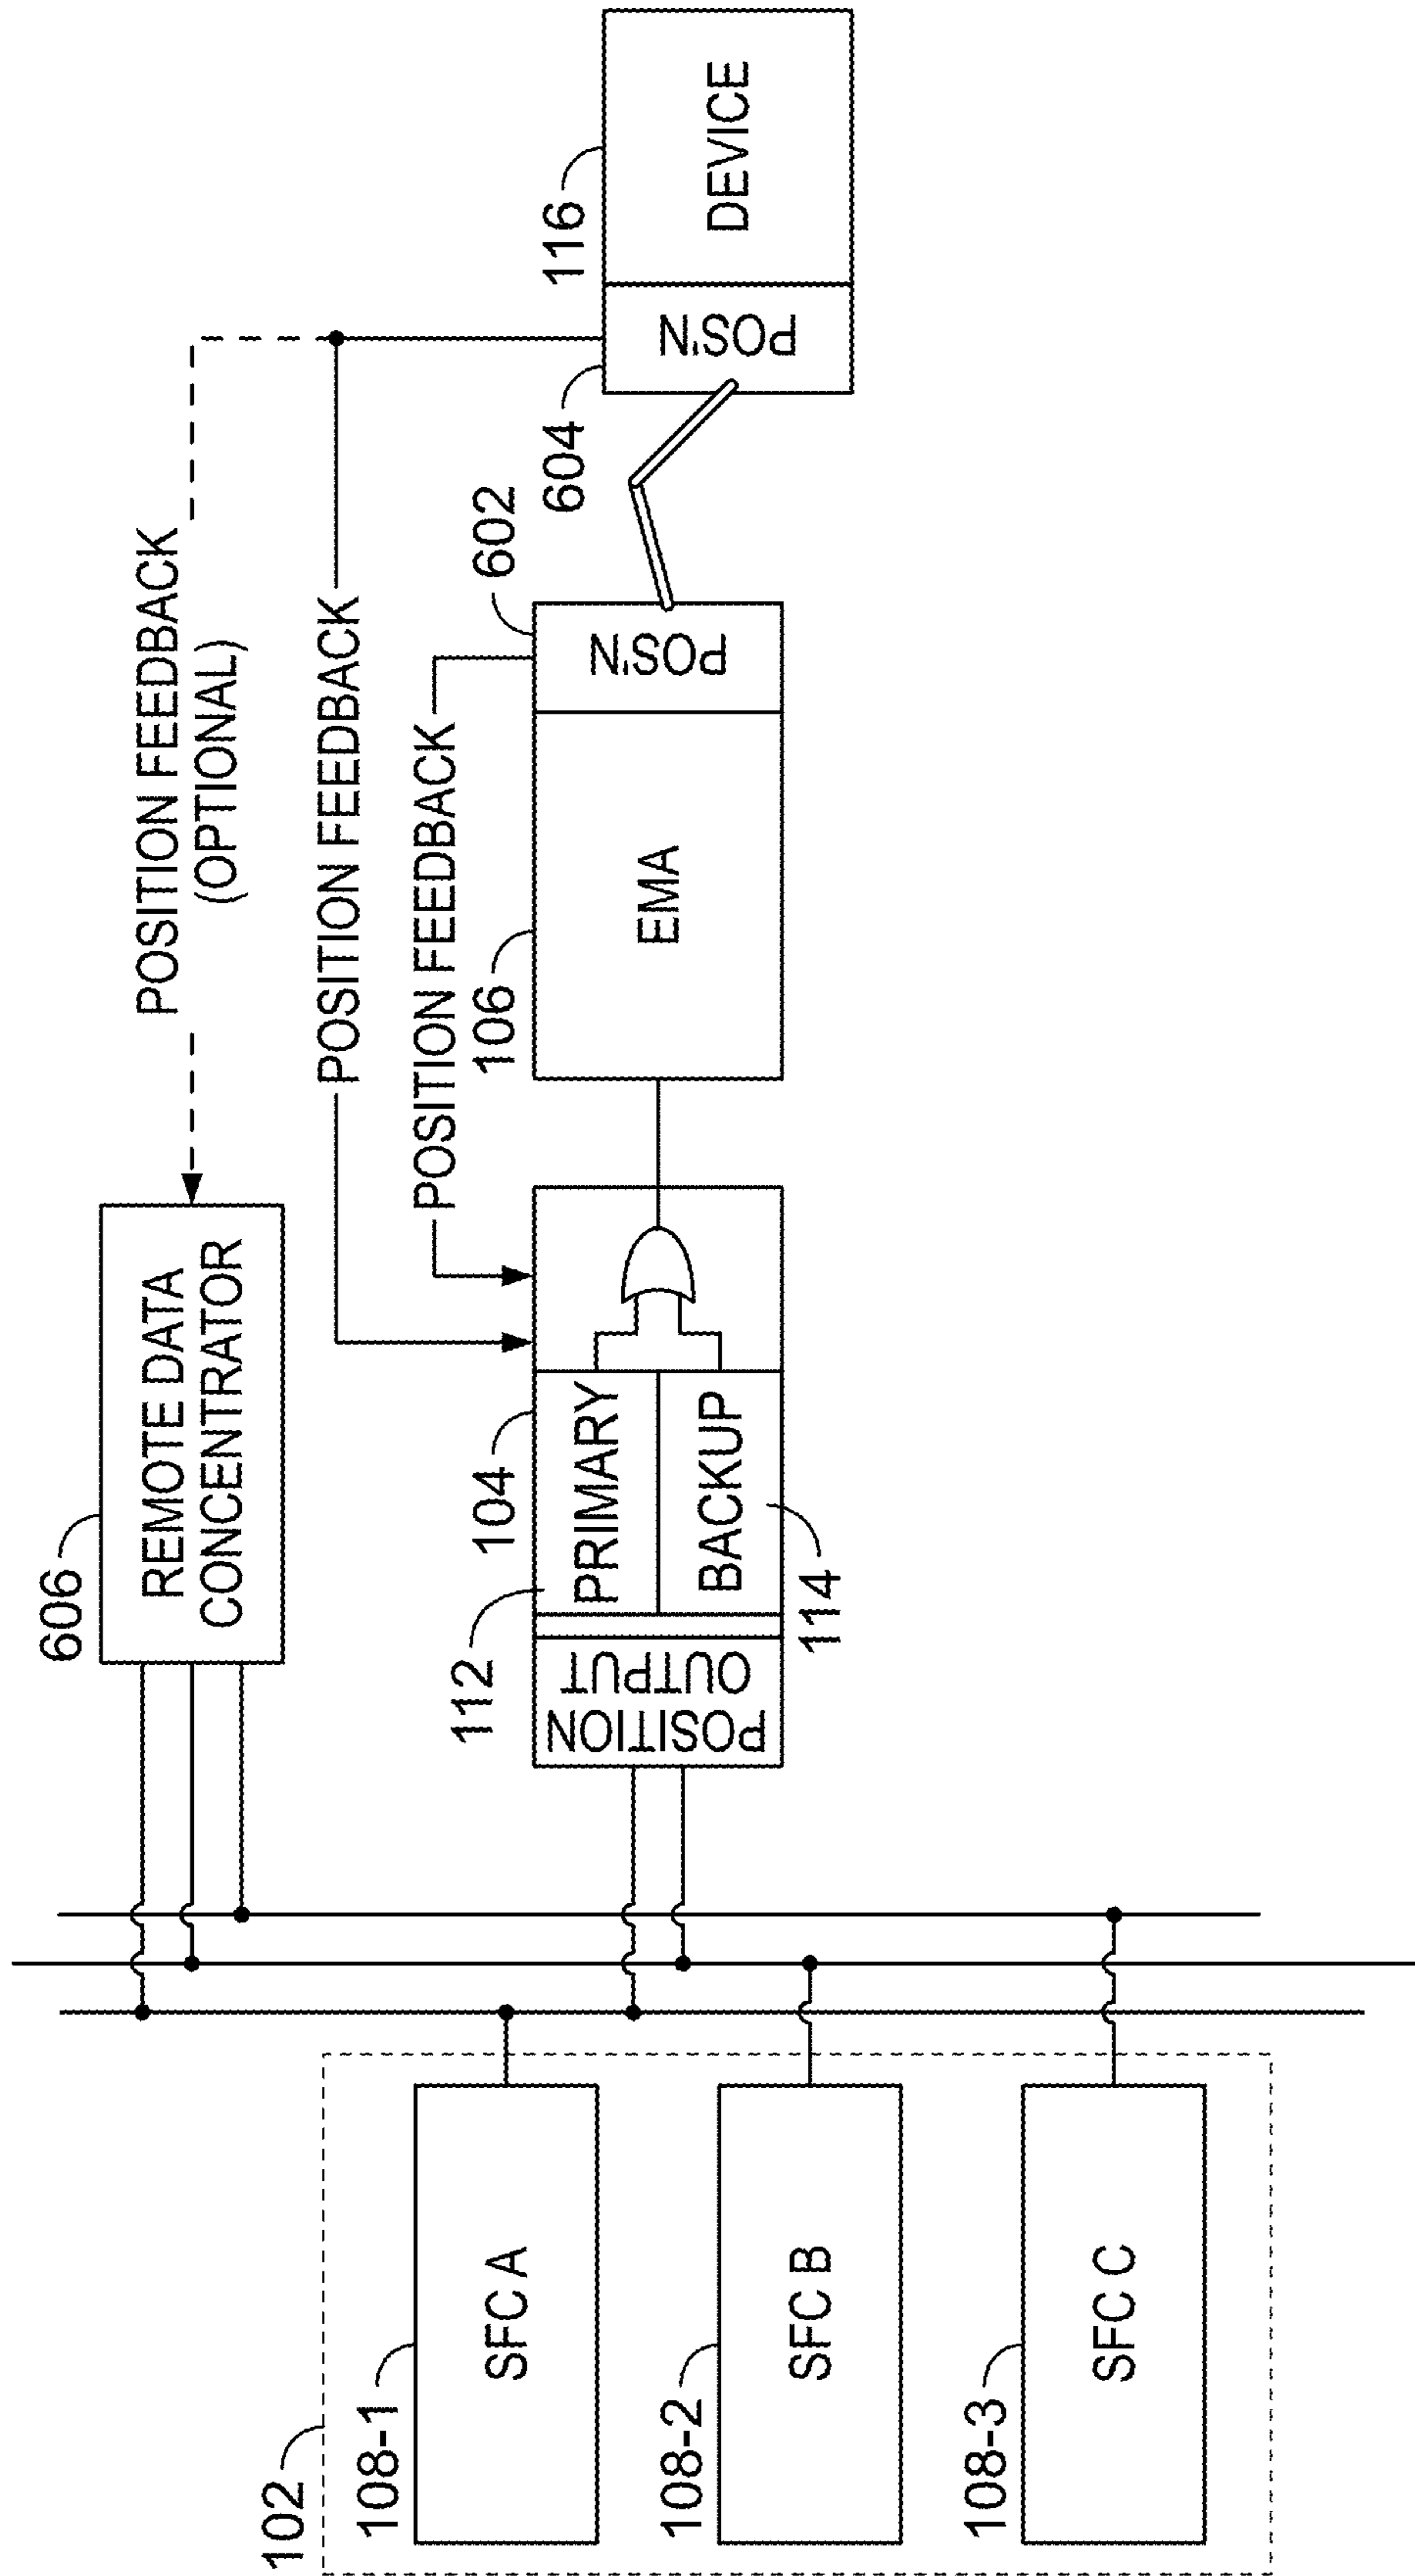 102
108-1
SFC A
108-2
SFC B
108-3
SFC C
606
REMOTE DATA
CONCENTRATOR
POSITION FEEDBACK
(OPTIONAL)
POSITION FEEDBACK
POSITION FEEDBACK
112
104
POSITION
OUTPUT
PRIMARY
BACKUP
114
106
EMA
602
POS'N
604
POS'N
116
DEVICE